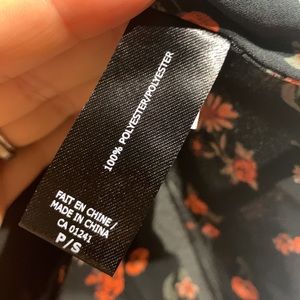 100% POLYESTER/POLYESTER
FAIT EN CHINE /
MADE IN CHINA
CA 01241
P/S